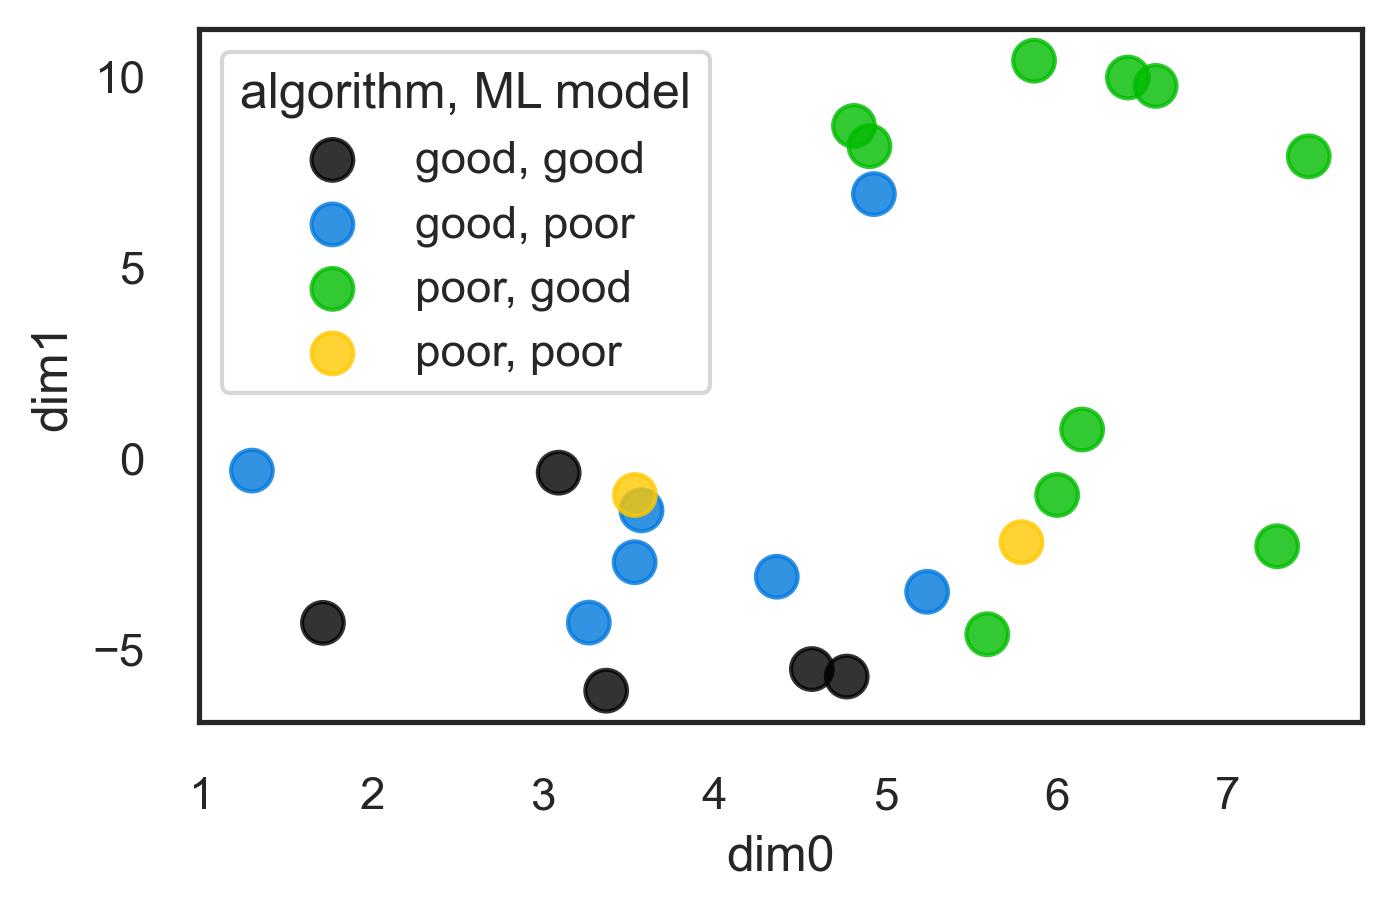 algorithm, ML model
good, good
good, poor
poor, good
poor, poor
10
5
0
−5
dim1
1 2 3 4 5 6 7
dim0